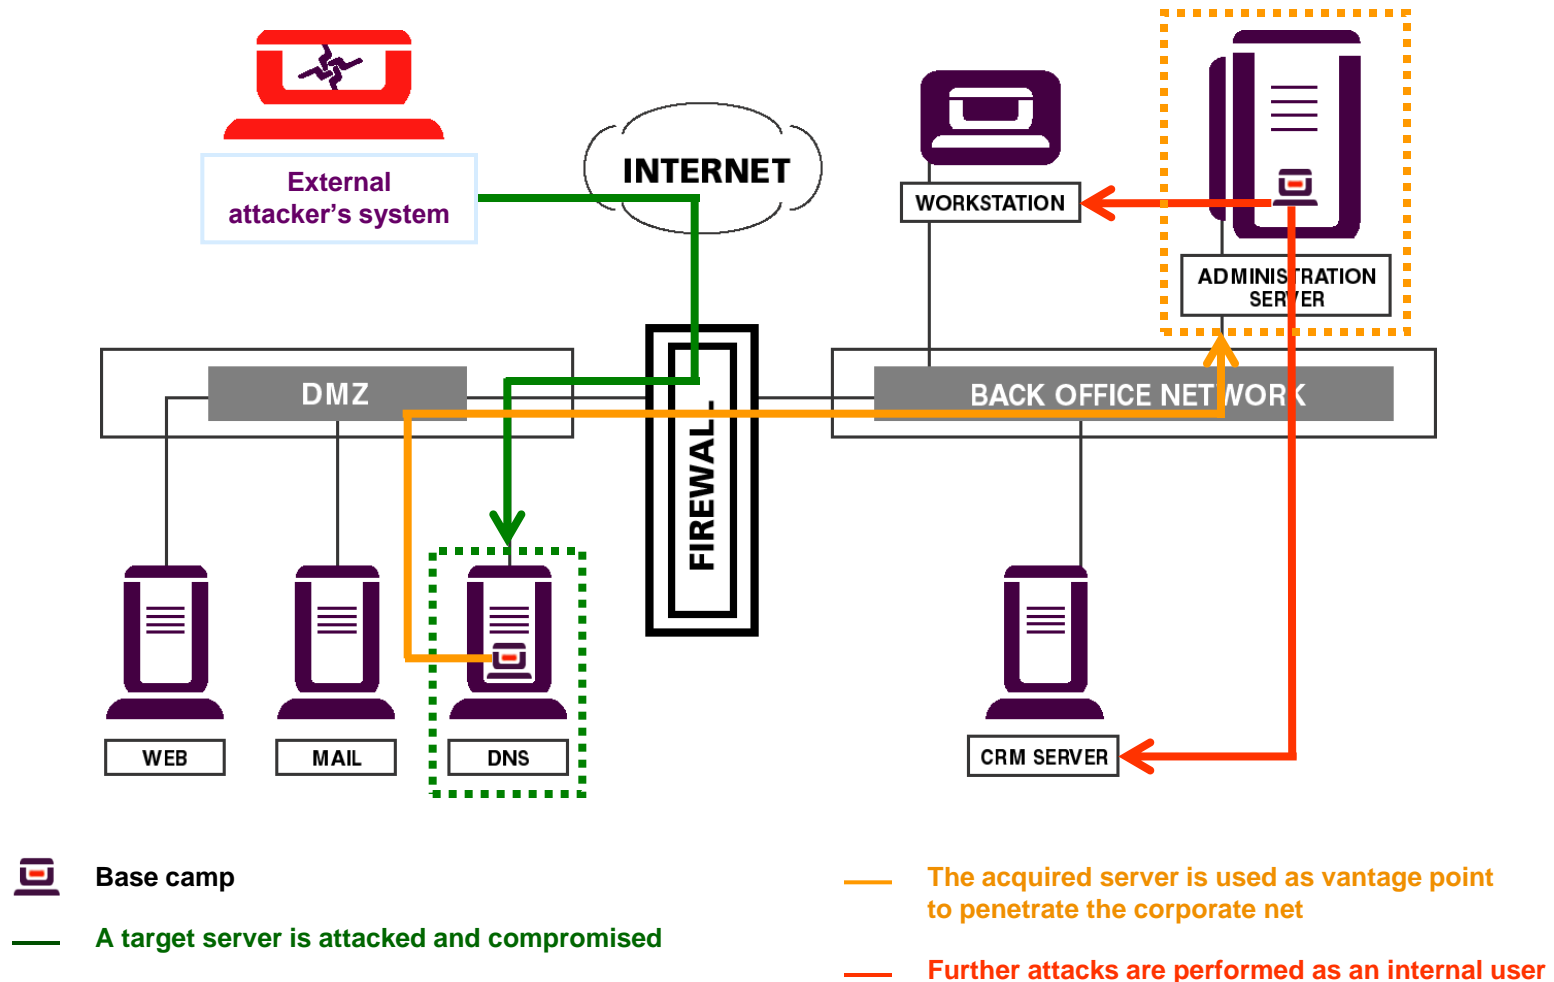 External
attacker’s system
INTERNET
WORKSTATION
ADMINISTRATION
SERVER
DMZ
FIREWALL
BACK OFFICE NETWORK
WEB
MAIL
DNS
CRM SERVER
Base camp
A target server is attacked and compromised
The acquired server is used as vantage point
to penetrate the corporate net
Further attacks are performed as an internal user